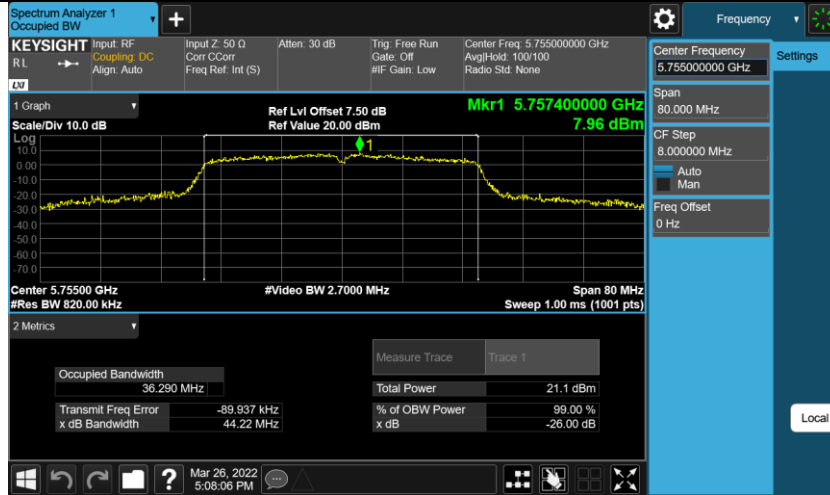 Spectrum Analyzer 1
Occupied BW
+
Frequency
KEYSIGHT
RL
LXI
Input: RF
Coupling: DC
Align: Auto
Input Z: 50 Ω
Corr CCorr
Freq Ref: Int (S)
Atten: 30 dB
Trig: Free Run
Gate: Off
#IF Gain: Low
Center Freq: 5.755000000 GHz
Avg|Hold: 100/100
Radio Std: None
Center Frequency
5.755000000 GHz
Settings
Span
80.000 MHz
CF Step
8.000000 MHz
Auto
Man
Freq Offset
0 Hz
1 Graph
Scale/Div 10.0 dB
Ref Lvl Offset 7.50 dB
Ref Value 20.00 dBm
Mkr1 5.757400000 GHz
7.96 dBm
Log
10.0
0.00
-10.0
-20.0
-30.0
-40.0
-50.0
-60.0
-70.0
1
Center 5.75500 GHz
#Res BW 820.00 kHz
#Video BW 2.7000 MHz
Span 80 MHz
Sweep 1.00 ms (1001 pts)
2 Metrics
Measure Trace
Trace 1
Occupied Bandwidth
36.290 MHz
Total Power
21.1 dBm
Transmit Freq Error
-89.937 kHz
% of OBW Power
99.00 %
x dB Bandwidth
44.22 MHz
x dB
-26.00 dB
Local
?
Mar 26, 2022
5:08:06 PM